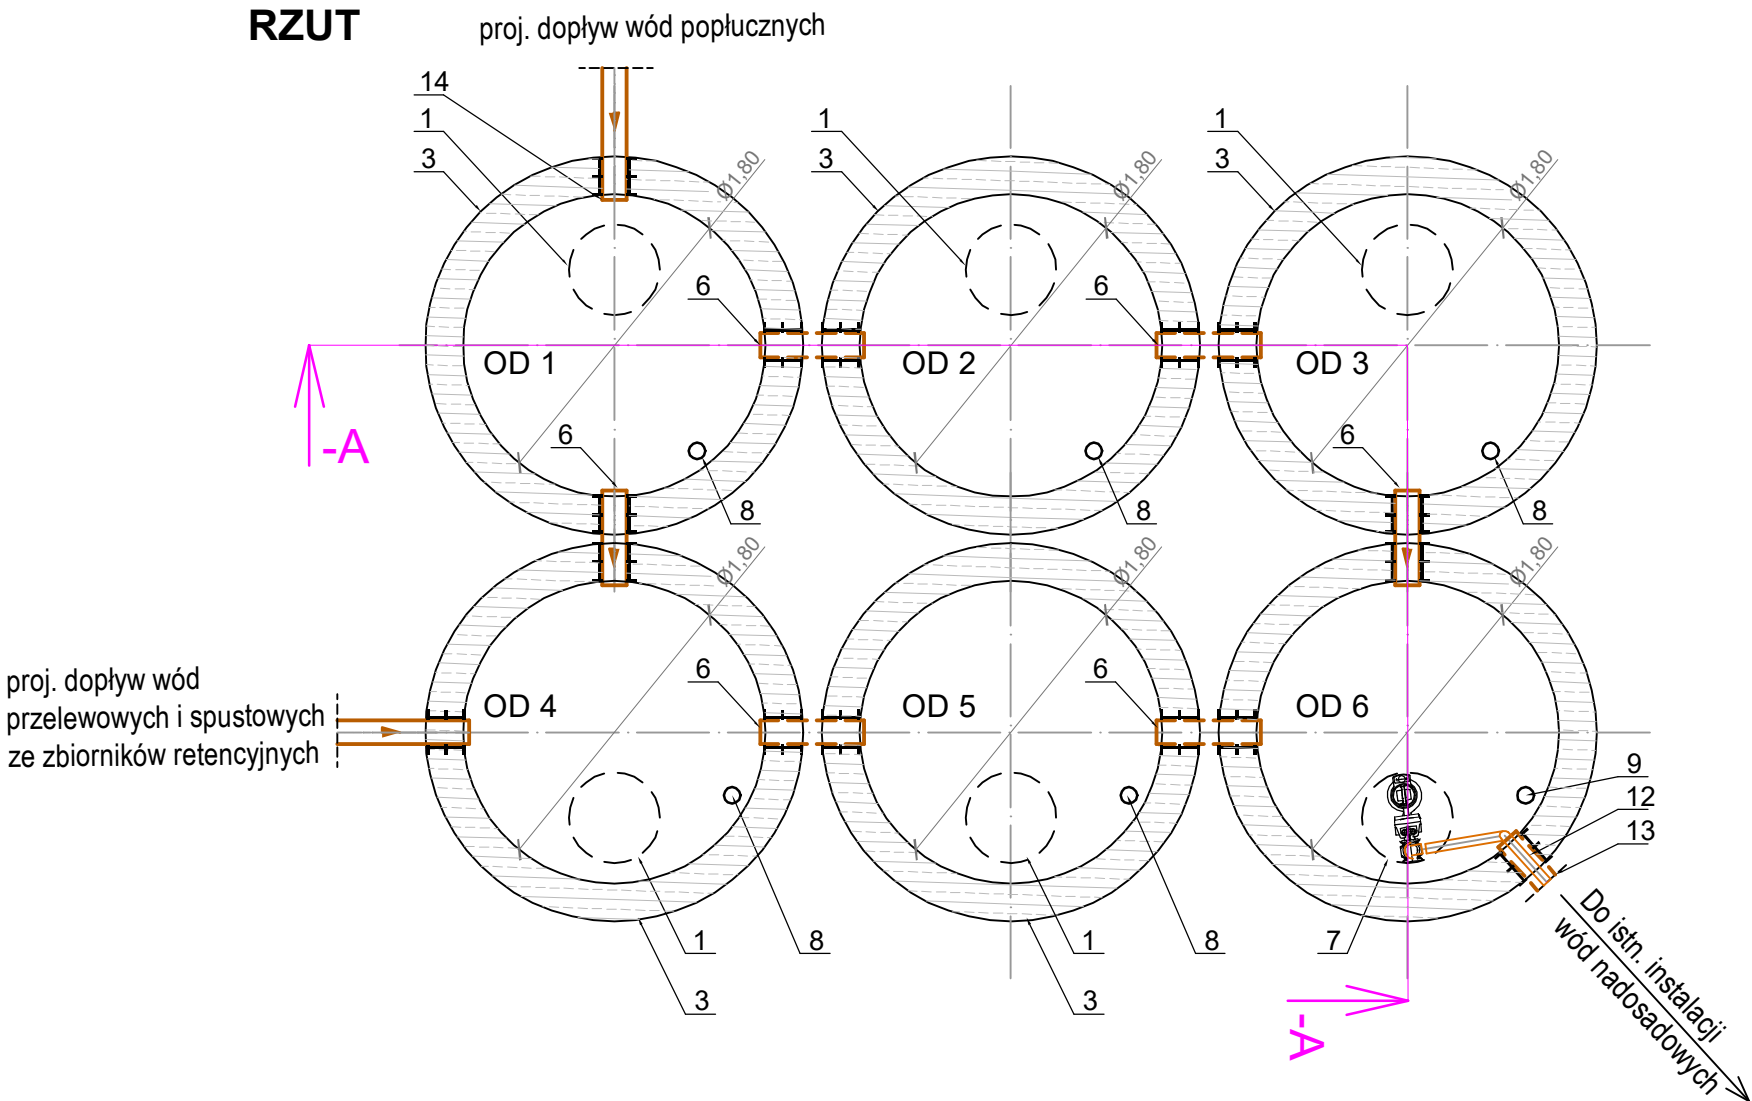 RZUT
proj. dopływ wód popłucznych
14
1
3
Ø1,80
6
OD 1
6
8
1
3
Ø1,80
6
OD 2
8
1
3
Ø1,80
OD 3
6
8
-A
proj. dopływ wód
przelewowych i spustowych
ze zbiorników retencyjnych
Ø1,80
6
OD 4
1
8
3
Ø1,80
6
OD 5
1
8
3
Ø1,80
OD 6
9
12
13
7
-A
Do istn. instalacji
wód nadosadowych